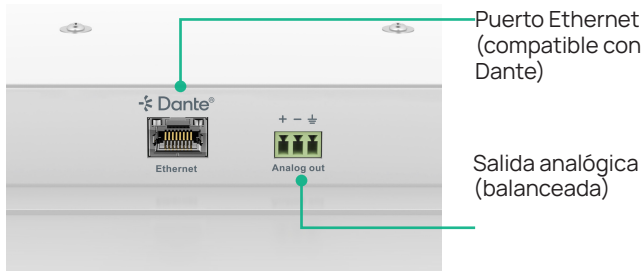 Puerto Ethernet
(compatible con
Dante)
Dante®
+ − ⏚
Ethernet
Analog out
Salida analógica
(balanceada)